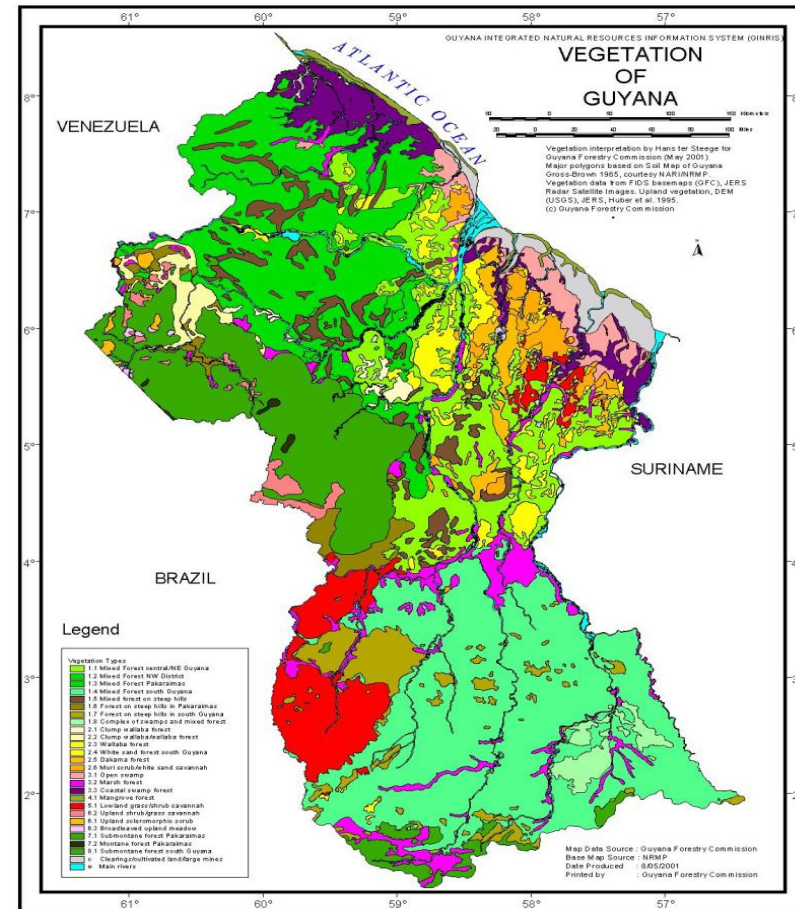 61° 60° 59° 58° 57°
GUYANA INTEGRATED NATURAL RESOURCES INFORMATION SYSTEM (GINRIS)
VEGETATION
OF
GUYANA
ATLANTIC OCEAN
VENEZUELA
Vegetation interpretation by Hans ter Steege for
Guyana Forestry Commission (May 2001)
Major polygons based on Soil Map of Guyana
Gross-Brown 1965, courtesy NARI/NRMP.
Vegetation data from FIDS basemaps (GFC), JERS
Radar Satellite Images. Upland vegetation, DEM
(USGS), JERS, Huber et al. 1995.
(c) Guyana Forestry Commission
N
8° 8°
7° 7°
6° 6°
5° 5°
SURINAME
4° 4°
BRAZIL
3° 3°
2° 2°
Legend
Vegetation Types
1.1 Mixed Forest central/NE Guyana
1.2 Mixed Forest NW District
1.3 Mixed Forest Pakaraimas
1.4 Mixed Forest south Guyana
1.5 Mixed forest on steep hills
1.6 Forest on steep hills in Pakaraimas
1.7 Forest on steep hills in south Guyana
1.8 Complex of swamps and mixed forest
2.1 Clump wallaba forest
2.2 Clump wallaba/wallaba forest
2.3 Wallaba forest
2.4 White sand forest south Guyana
2.5 Dakama forest
2.6 Muri scrub/white sand savannah
3.1 Open swamp
3.2 Marsh forest
3.3 Coastal swamp forest
4.1 Mangrove forest
5.1 Lowland grass/shrub savannah
5.2 Upland shrub/grass savannah
6.1 Upland scleromorphic scrub
6.3 Broadleaved upland meadow
7.1 Submontane forest Pakaraimas
7.2 Montane forest Pakaraimas
8.1 Submontane forest south Guyana
c Clearings/cultivated land/large mines
w Main rivers
Map Data Source : Guyana Forestry Commission
Base Map Source : NRMP
Date Produced : 8/05/2001
Printed by : Guyana Forestry Commission
61° 60° 59° 58° 57°